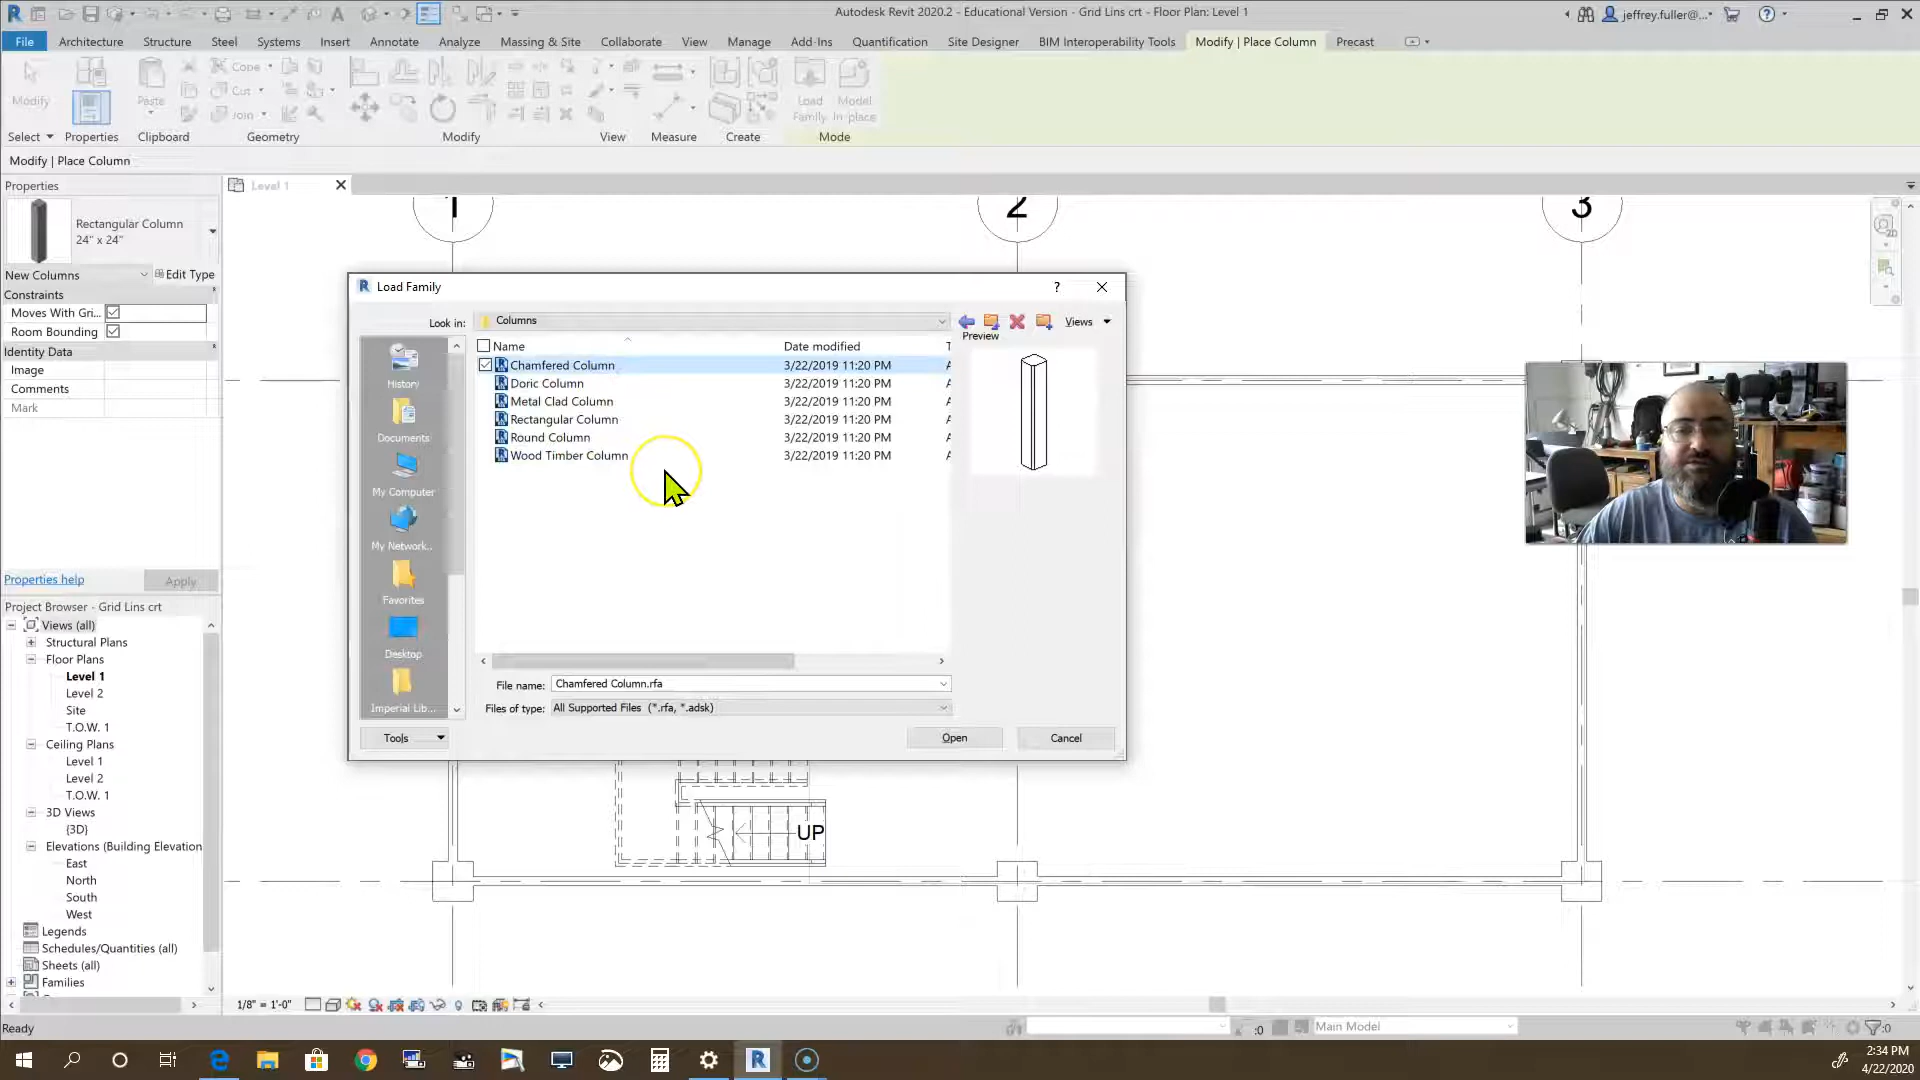 Autodesk Revit 2020.2 - Educational Version - Grid Lins crt - Floor Plan: Level 1
jeffrey.fuller@...
File Architecture Structure Steel Systems Insert Annotate Analyze Massing & Site Collaborate View Manage Add-Ins Quantification Site Designer BIM Interoperability Tools Modify | Place Column Precast
Modify
Paste
Cope
Cut
Join
Load Family
Model In-place
Select Properties Clipboard Geometry Modify View Measure Create Mode
Modify | Place Column
Properties
Level 1
Rectangular Column
24" x 24"
New Columns
Edit Type
Constraints
Moves With Gri...
Room Bounding
Identity Data
Image
Comments
Mark
Properties help
Apply
1
2
3
Load Family
?
Look in:
Columns
Views
Preview
Name
Date modified
T
Chamfered Column 3/22/2019 11:20 PM A
Doric Column 3/22/2019 11:20 PM A
Metal Clad Column 3/22/2019 11:20 PM A
Rectangular Column 3/22/2019 11:20 PM A
Round Column 3/22/2019 11:20 PM A
Wood Timber Column 3/22/2019 11:20 PM A
History
Documents
My Computer
My Network...
Favorites
Desktop
Imperial Lib...
File name: Chamfered Column.rfa
Files of type: All Supported Files (*.rfa, *.adsk)
Tools
Open
Cancel
Project Browser - Grid Lins crt
Views (all)
Structural Plans
Floor Plans
Level 1
Level 2
Site
T.O.W. 1
Ceiling Plans
Level 1
Level 2
T.O.W. 1
3D Views
{3D}
Elevations (Building Elevation
East
North
South
West
Legends
Schedules/Quantities (all)
Sheets (all)
Families
UP
1/8" = 1'-0"
Ready
:0
Main Model
:0
2:34 PM
4/22/2020